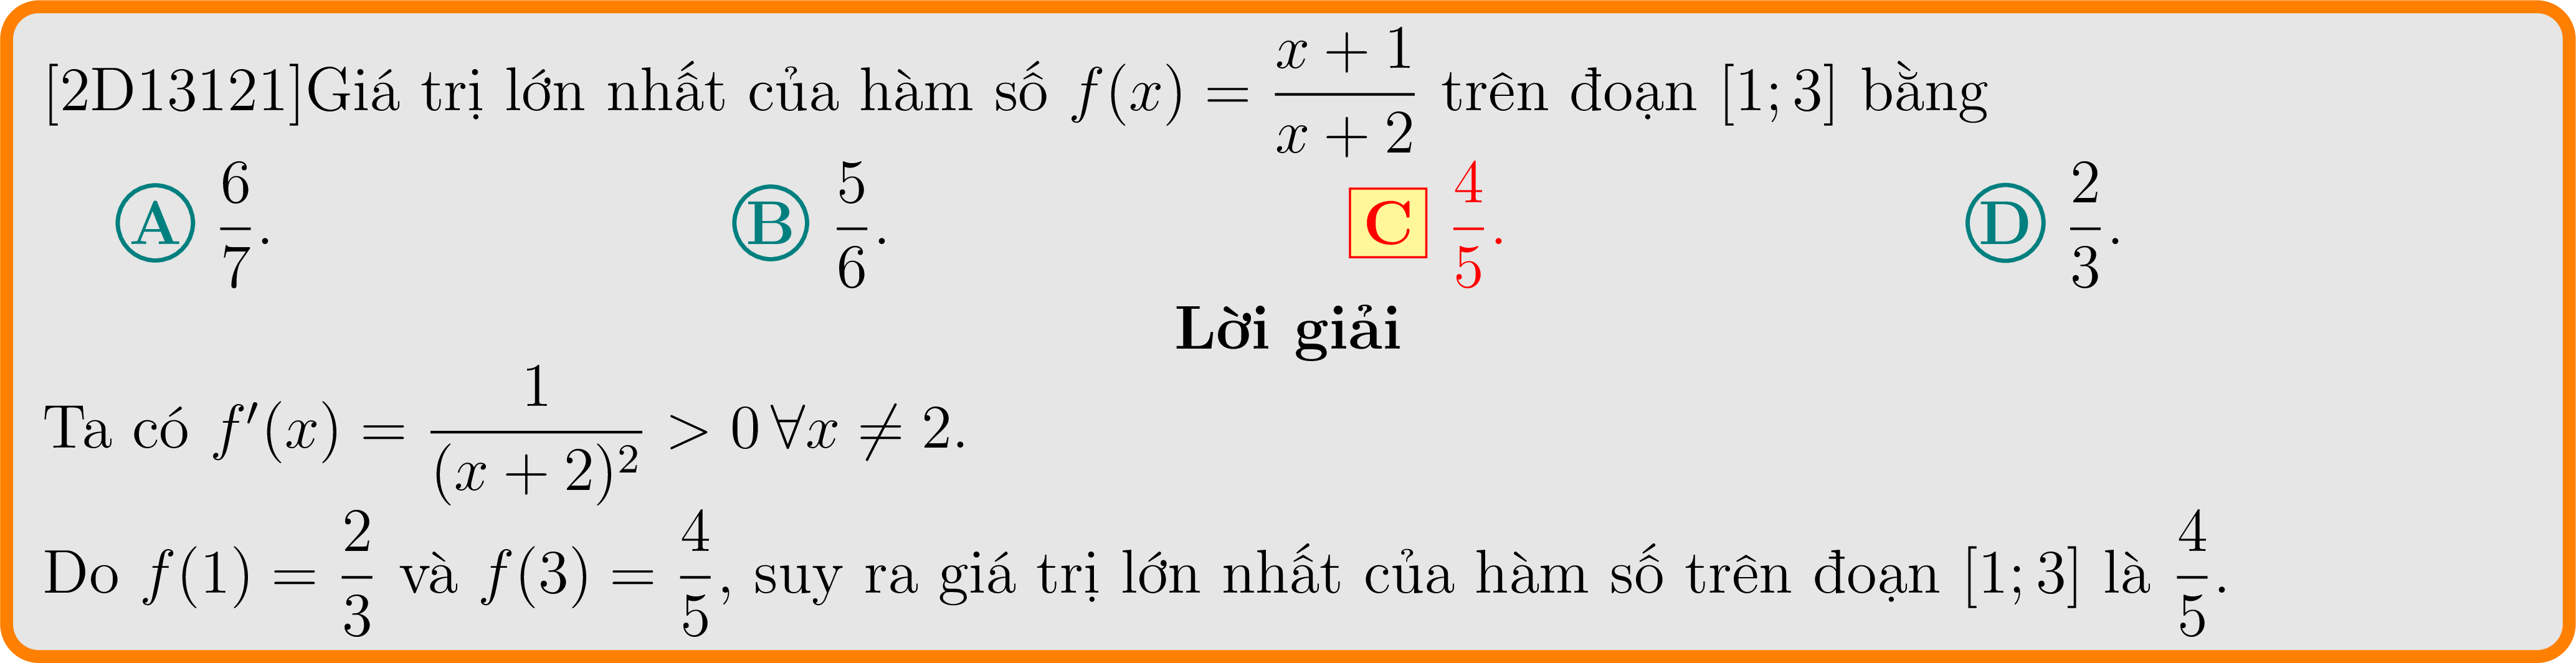 [2D13121]Giá trị lớn nhất của hàm số f(x) = \frac{x + 1}{x + 2} trên đoạn [1; 3] bằng
A \frac{6}{7}. B \frac{5}{6}. C \frac{4}{5}. D \frac{2}{3}.
Lời giải
Ta có f′(x) = \frac{1}{(x + 2)^2} > 0 ∀x ≠ 2.
Do f(1) = \frac{2}{3} và f(3) = \frac{4}{5}, suy ra giá trị lớn nhất của hàm số trên đoạn [1; 3] là \frac{4}{5}.